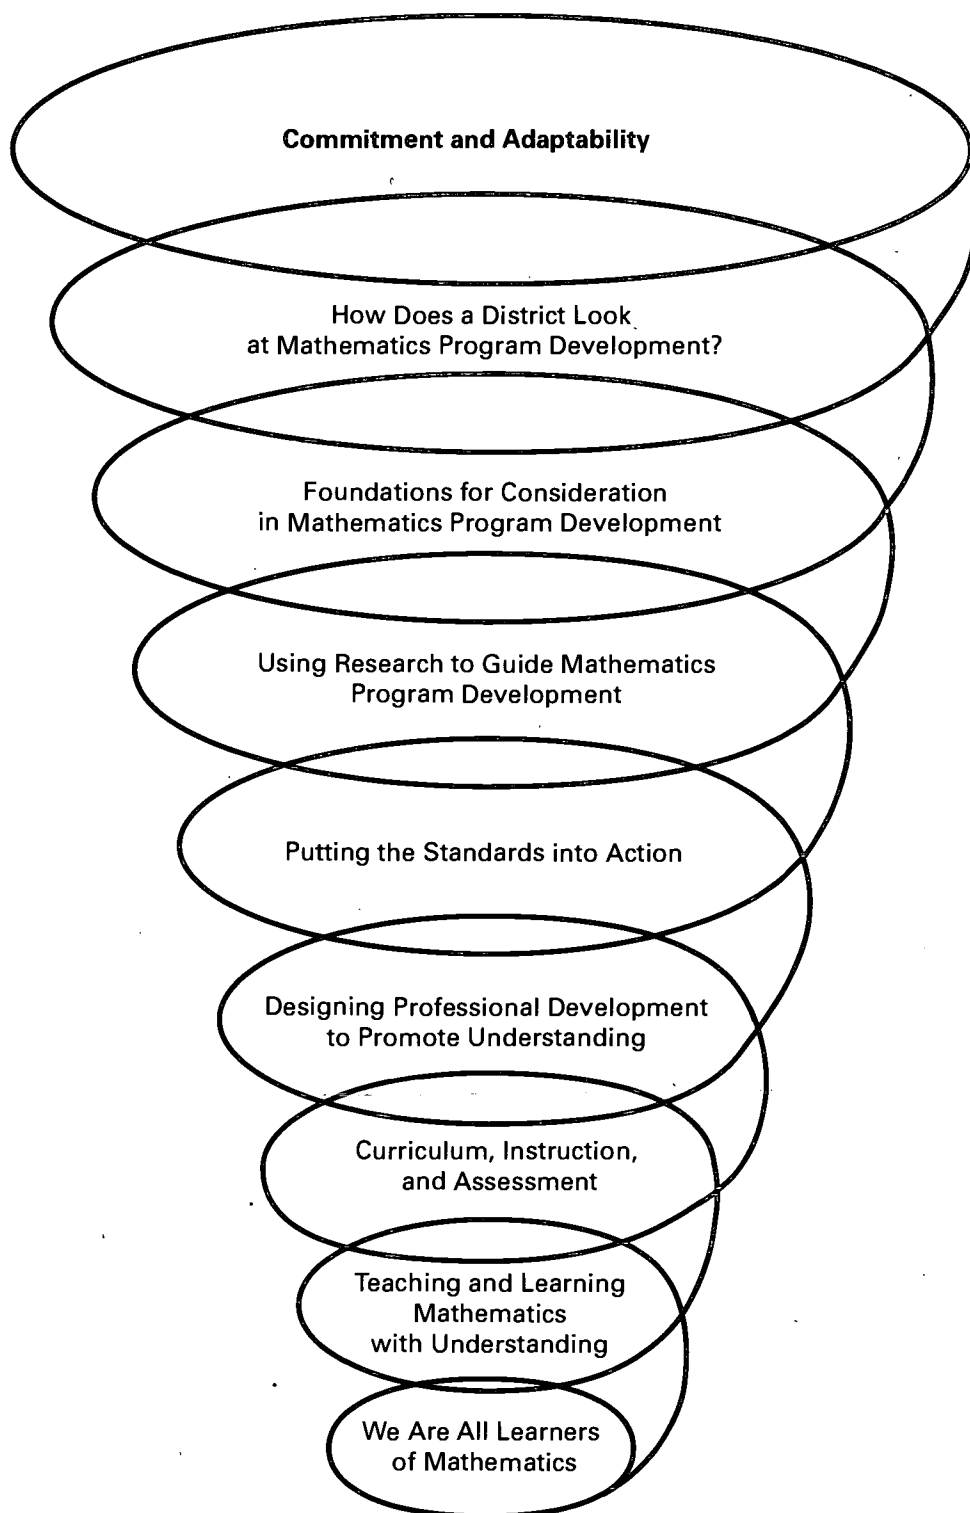 Commitment and Adaptability
How Does a District Look
at Mathematics Program Development?
Foundations for Consideration
in Mathematics Program Development
Using Research to Guide Mathematics
Program Development
Putting the Standards into Action
Designing Professional Development
to Promote Understanding
Curriculum, Instruction,
and Assessment
Teaching and Learning
Mathematics
with Understanding
We Are All Learners
of Mathematics